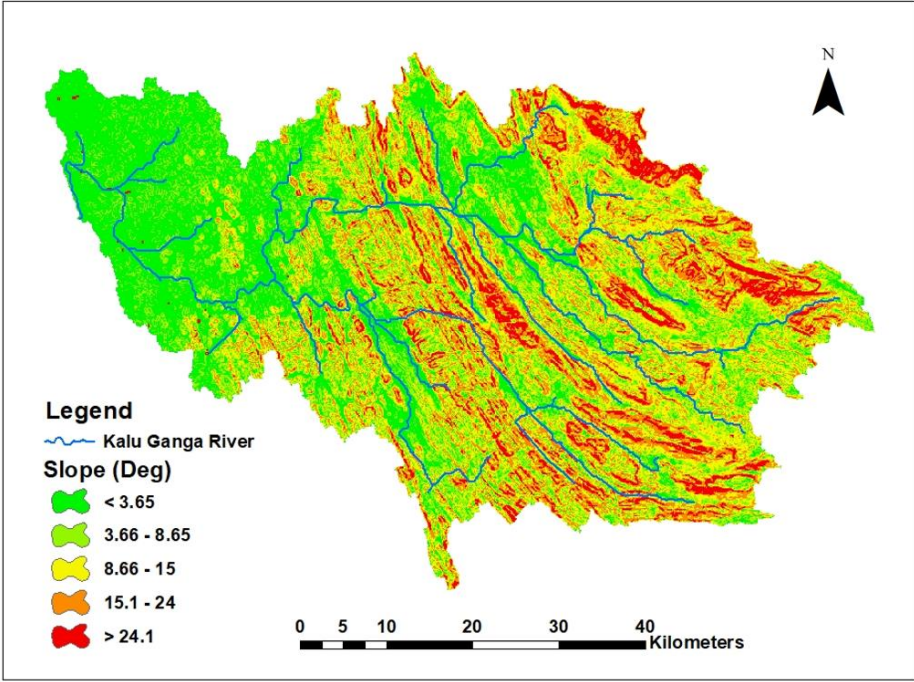 N
Legend
Kalu Ganga River
Slope (Deg)
< 3.65
3.66 - 8.65
8.66 - 15
15.1 - 24
> 24.1
0 5 10 20 30 40
Kilometers